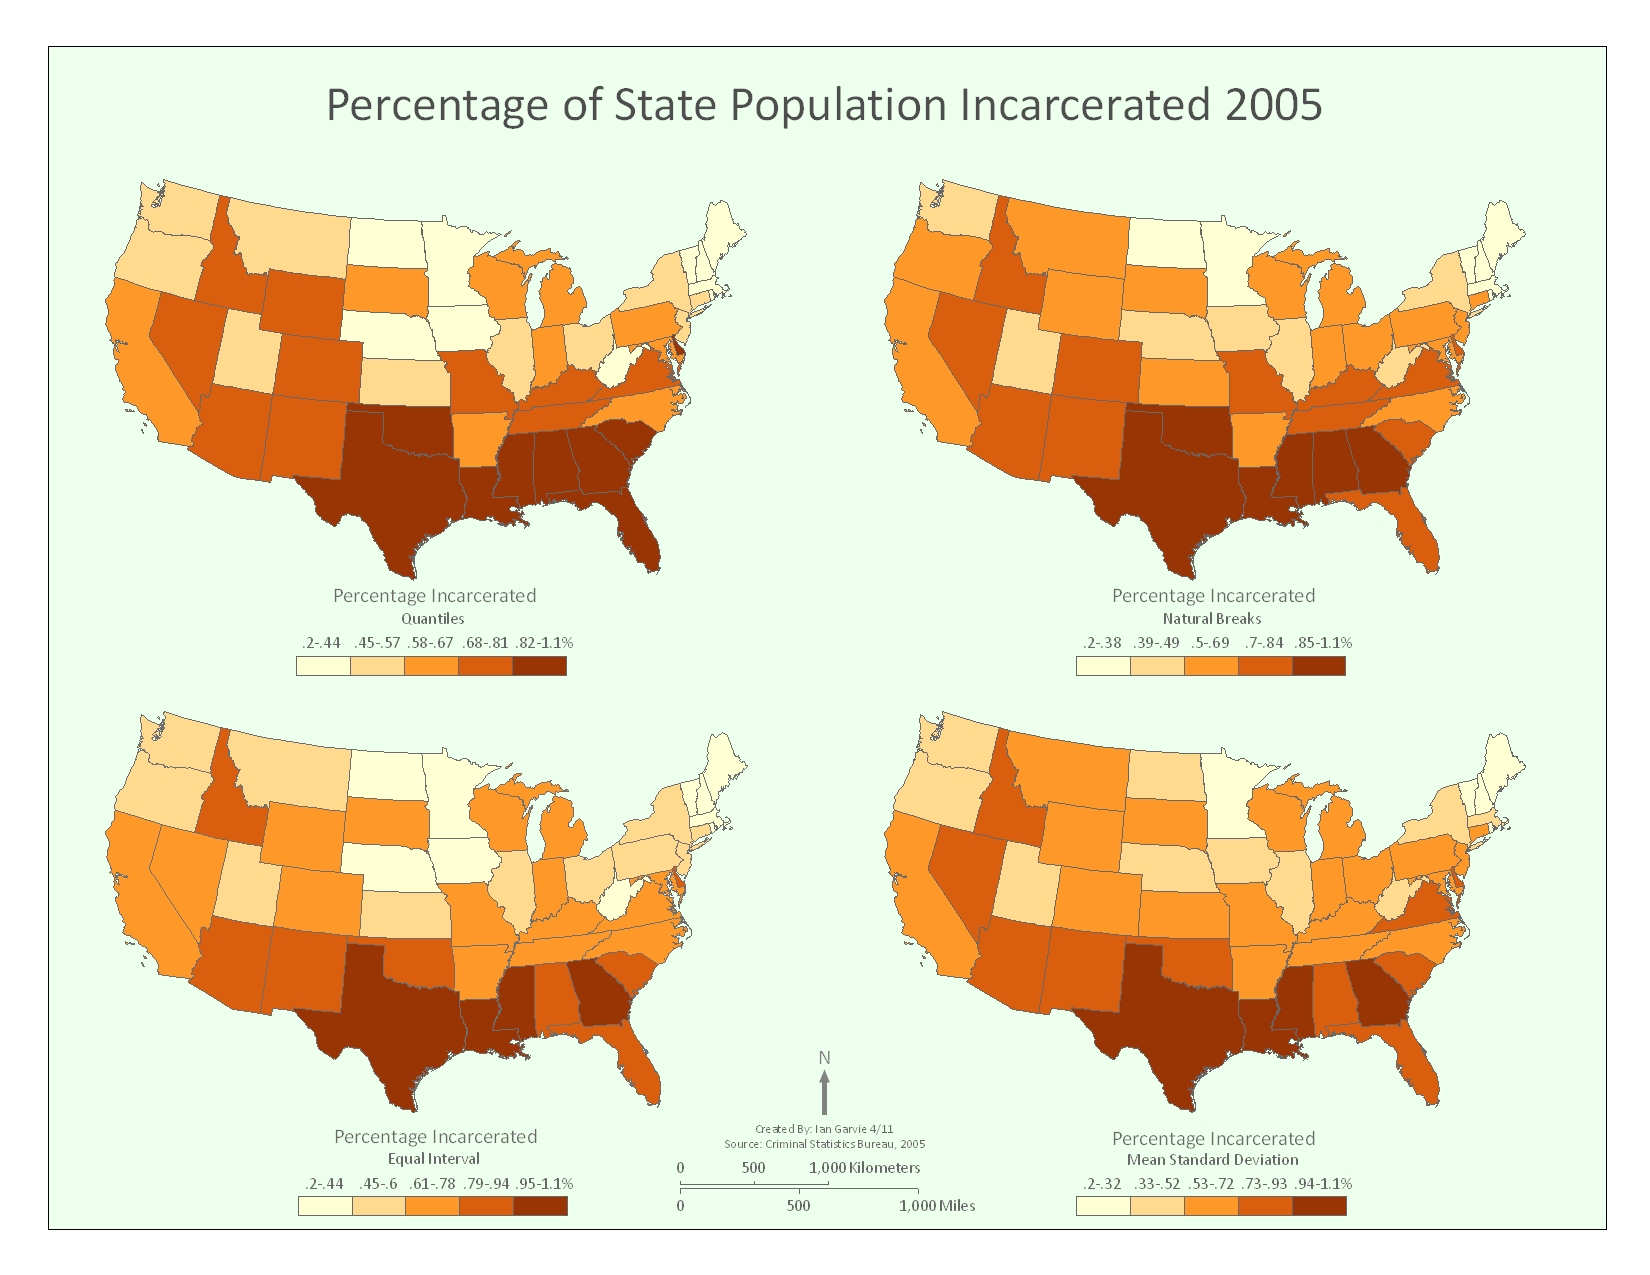 Percentage of State Population Incarcerated 2005
Percentage Incarcerated
Quantiles
.2-.44 .45-.57 .58-.67 .68-.81 .82-1.1%
Percentage Incarcerated
Natural Breaks
.2-.38 .39-.49 .5-.69 .7-.84 .85-1.1%
Percentage Incarcerated
Equal Interval
.2-.44 .45-.6 .61-.78 .79-.94 .95-1.1%
N
Created By: Ian Garvie 4/11
Source: Criminal Statistics Bureau, 2005
0 500 1,000 Kilometers
0 500 1,000 Miles
Percentage Incarcerated
Mean Standard Deviation
.2-.32 .33-.52 .53-.72 .73-.93 .94-1.1%